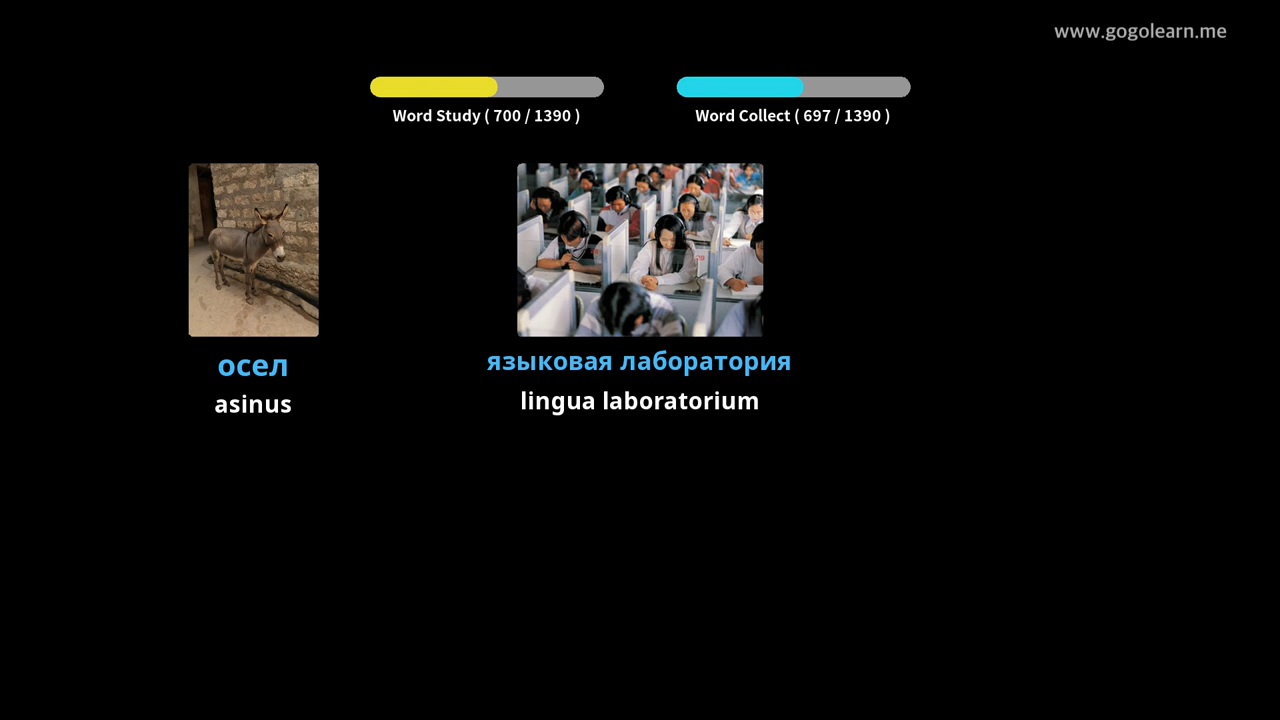 www.gogolearn.me
Word Study ( 700 / 1390 )
Word Collect ( 697 / 1390 )
осел
asinus
языковая лаборатория
lingua laboratorium